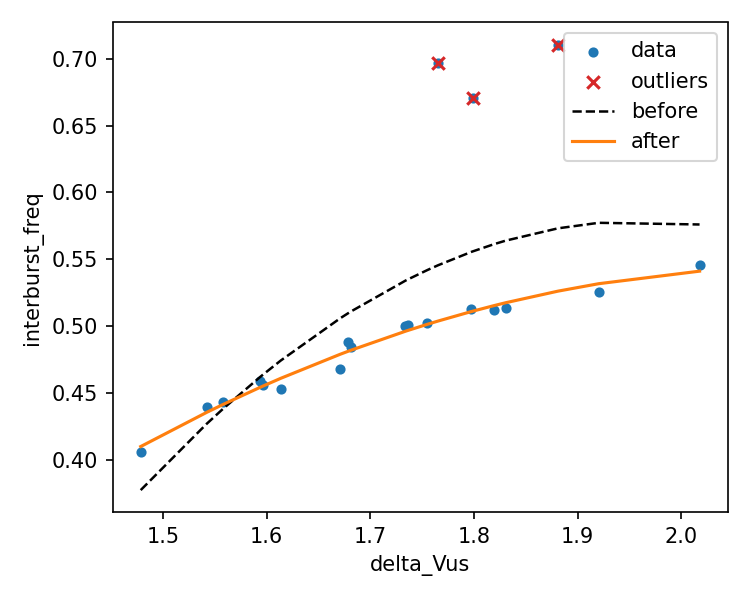 0.70
0.65
0.60
0.55
0.50
0.45
0.40
interburst_freq
data
outliers
before
after
1.5 1.6 1.7 1.8 1.9 2.0
delta_Vus